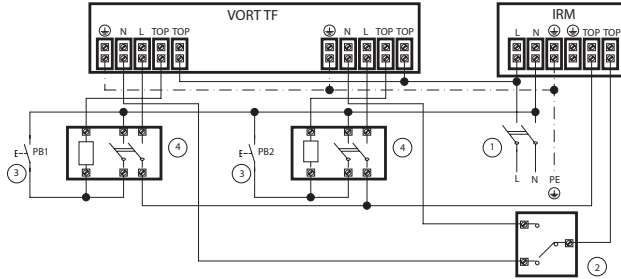 VORT TF
IRM
N L TOP TOP
N L TOP TOP
L N TOP TOP
E PB1
4
E PB2
4
3
3
1
L N PE
2